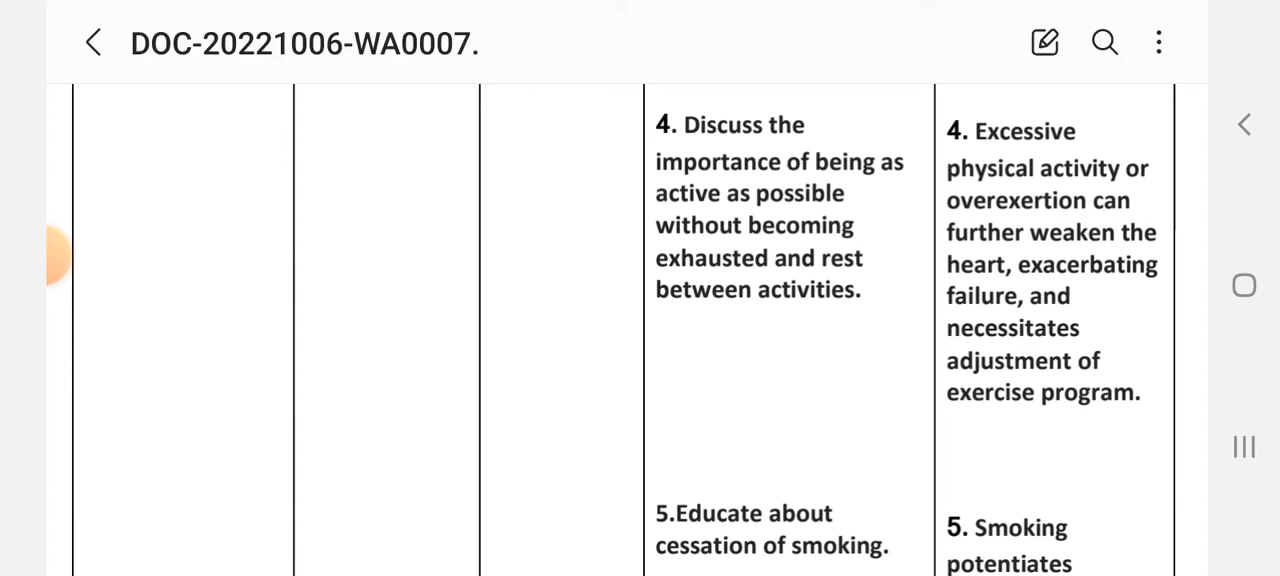 DOC-20221006-WA0007.
4. Discuss the
importance of being as
active as possible
without becoming
exhausted and rest
between activities.
5.Educate about
cessation of smoking.
4. Excessive
physical activity or
overexertion can
further weaken the
heart, exacerbating
failure, and
necessitates
adjustment of
exercise program.
5. Smoking
potentiates